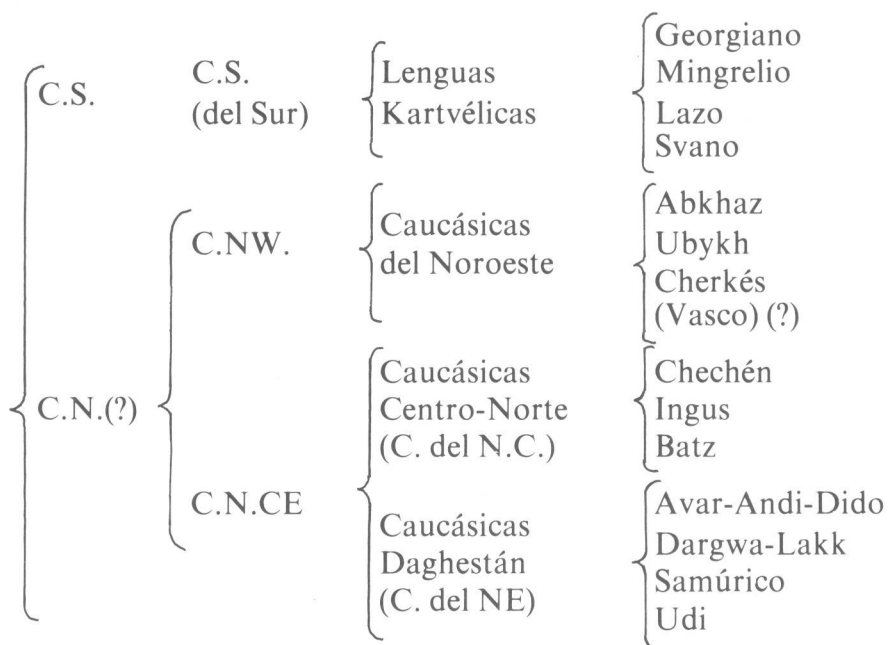 C.S.
C.S.
(del Sur)
Lenguas
Kartvélicas
Georgiano
Mingrelio
Lazo
Svano
C.N.(?)
C.NW.
Caucásicas
del Noroeste
Abkhaz
Ubykh
Cherkés
(Vasco) (?)
C.N.CE
Caucásicas
Centro-Norte
(C. del N.C.)
Chechén
Ingus
Batz
Caucásicas
Daghestán
(C. del NE)
Avar-Andi-Dido
Dargwa-Lakk
Samúrico
Udi